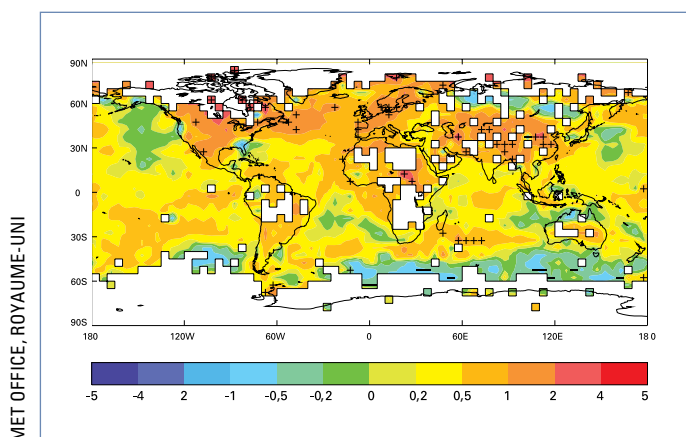 MET OFFICE, ROYAUME-UNI
90N
60N
30N
0
30S
60S
90S
180 120W 60W 0 60E 120E 18 0
-5 -4 2 -1 -0,5 -0,2 0 0,2 0,5 1 2 4 5